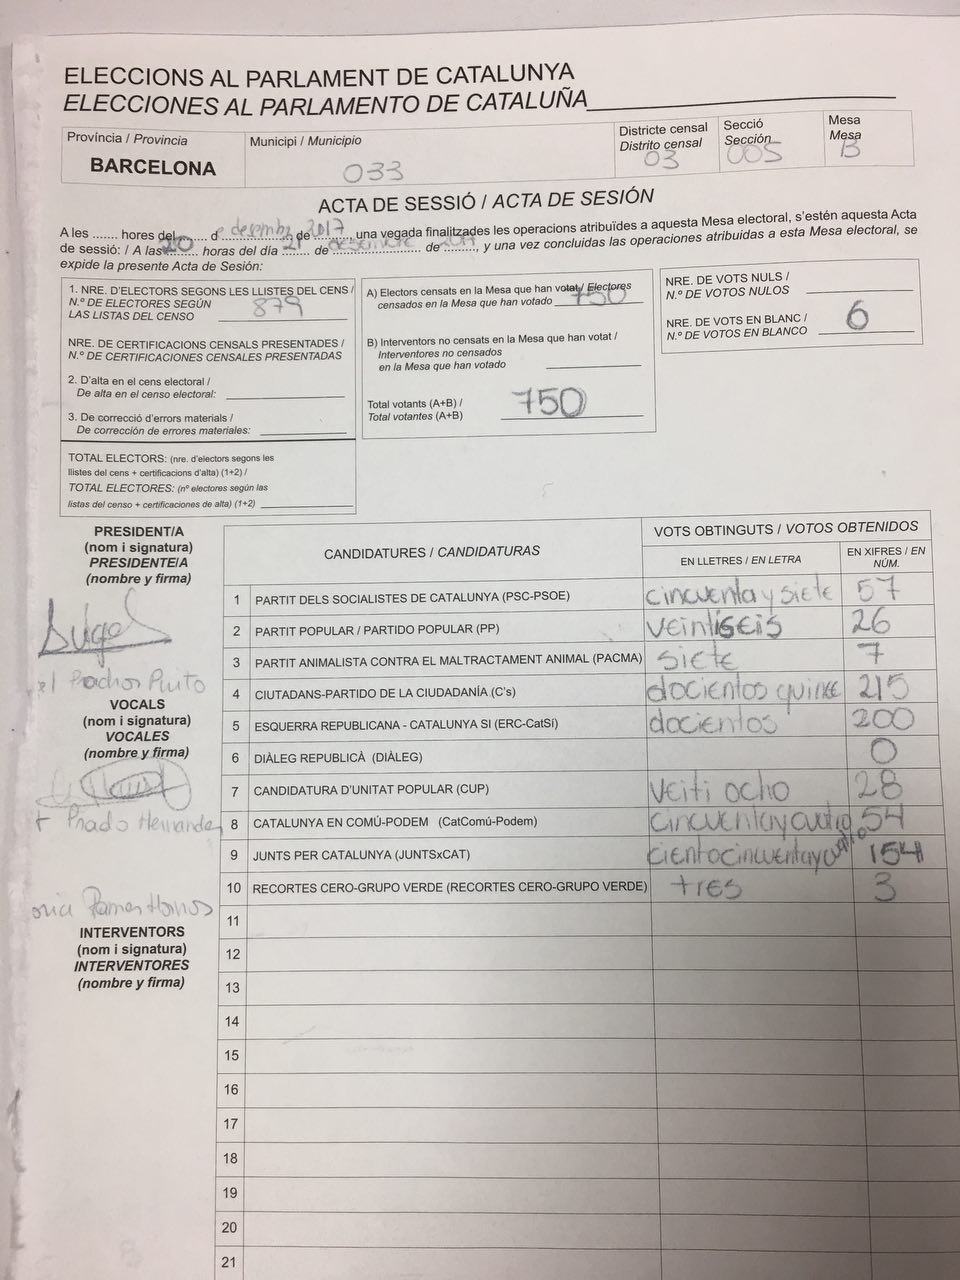 ELECCIONS AL PARLAMENT DE CATALUNYA
ELECCIONES AL PARLAMENTO DE CATALUÑA
Província / Provincia
BARCELONA
Municipi / Municipio
033
Districte censal
Distrito censal
03
Secció
Sección
005
Mesa
Mesa
B
ACTA DE SESSIÓ / ACTA DE SESIÓN
A les ....... hores del ....... d'e desembre de 2017 una vegada finalitzades les operacions atribuïdes a aquesta Mesa electoral, s'estén aquesta Acta
de sessió: / A las 20 horas del día 21 de desembre de 2017, y una vez concluidas las operaciones atribuidas a esta Mesa electoral, se
expide la presente Acta de Sesión:
1. NRE. D'ELECTORS SEGONS LES LLISTES DEL CENS /
N.º DE ELECTORES SEGÚN
LAS LISTAS DEL CENSO 879
NRE. DE CERTIFICACIONS CENSALS PRESENTADES /
N.º DE CERTIFICACIONES CENSALES PRESENTADAS
2. D'alta en el cens electoral /
De alta en el censo electoral:
3. De correcció d'errors materials /
De corrección de errores materiales:
TOTAL ELECTORS: (nre. d'electors segons les
llistes del cens + certificacions d'alta) (1+2) /
TOTAL ELECTORES: (nº electores según las
listas del censo + certificaciones de alta) (1+2)
A) Electors censats en la Mesa que han votat / Electores
censados en la Mesa que han votado 750
B) Interventors no censats en la Mesa que han votat /
Interventores no censados
en la Mesa que han votado
Total votants (A+B) /
Total votantes (A+B) 750
NRE. DE VOTS NULS /
N.º DE VOTOS NULOS
NRE. DE VOTS EN BLANC /
N.º DE VOTOS EN BLANCO 6
PRESIDENT/A
(nom i signatura)
PRESIDENTE/A
(nombre y firma)
VOCALS
(nom i signatura)
VOCALES
(nombre y firma)
Prado Hernandez
INTERVENTORS
(nom i signatura)
INTERVENTORES
(nombre y firma)
CANDIDATURES / CANDIDATURAS
VOTS OBTINGUTS / VOTOS OBTENIDOS
EN LLETRES / EN LETRA
EN XIFRES / EN
NÚM.
1 PARTIT DELS SOCIALISTES DE CATALUNYA (PSC-PSOE) cincuenta y siete 57
2 PARTIT POPULAR / PARTIDO POPULAR (PP) veintiseis 26
3 PARTIT ANIMALISTA CONTRA EL MALTRACTAMENT ANIMAL (PACMA) siete 7
4 CIUTADANS-PARTIDO DE LA CIUDADANÍA (C's) docientos quince 215
5 ESQUERRA REPUBLICANA - CATALUNYA SI (ERC-CatSí) docientos 200
6 DIÀLEG REPUBLICÀ (DIÀLEG) 0
7 CANDIDATURA D'UNITAT POPULAR (CUP) veiti ocho 28
8 CATALUNYA EN COMÚ-PODEM (CatComú-Podem) cincuentay cuatro 54
9 JUNTS PER CATALUNYA (JUNTSxCAT) cientocincuentaycuatro 154
10 RECORTES CERO-GRUPO VERDE (RECORTES CERO-GRUPO VERDE) tres 3
11
12
13
14
15
16
17
18
19
20
21